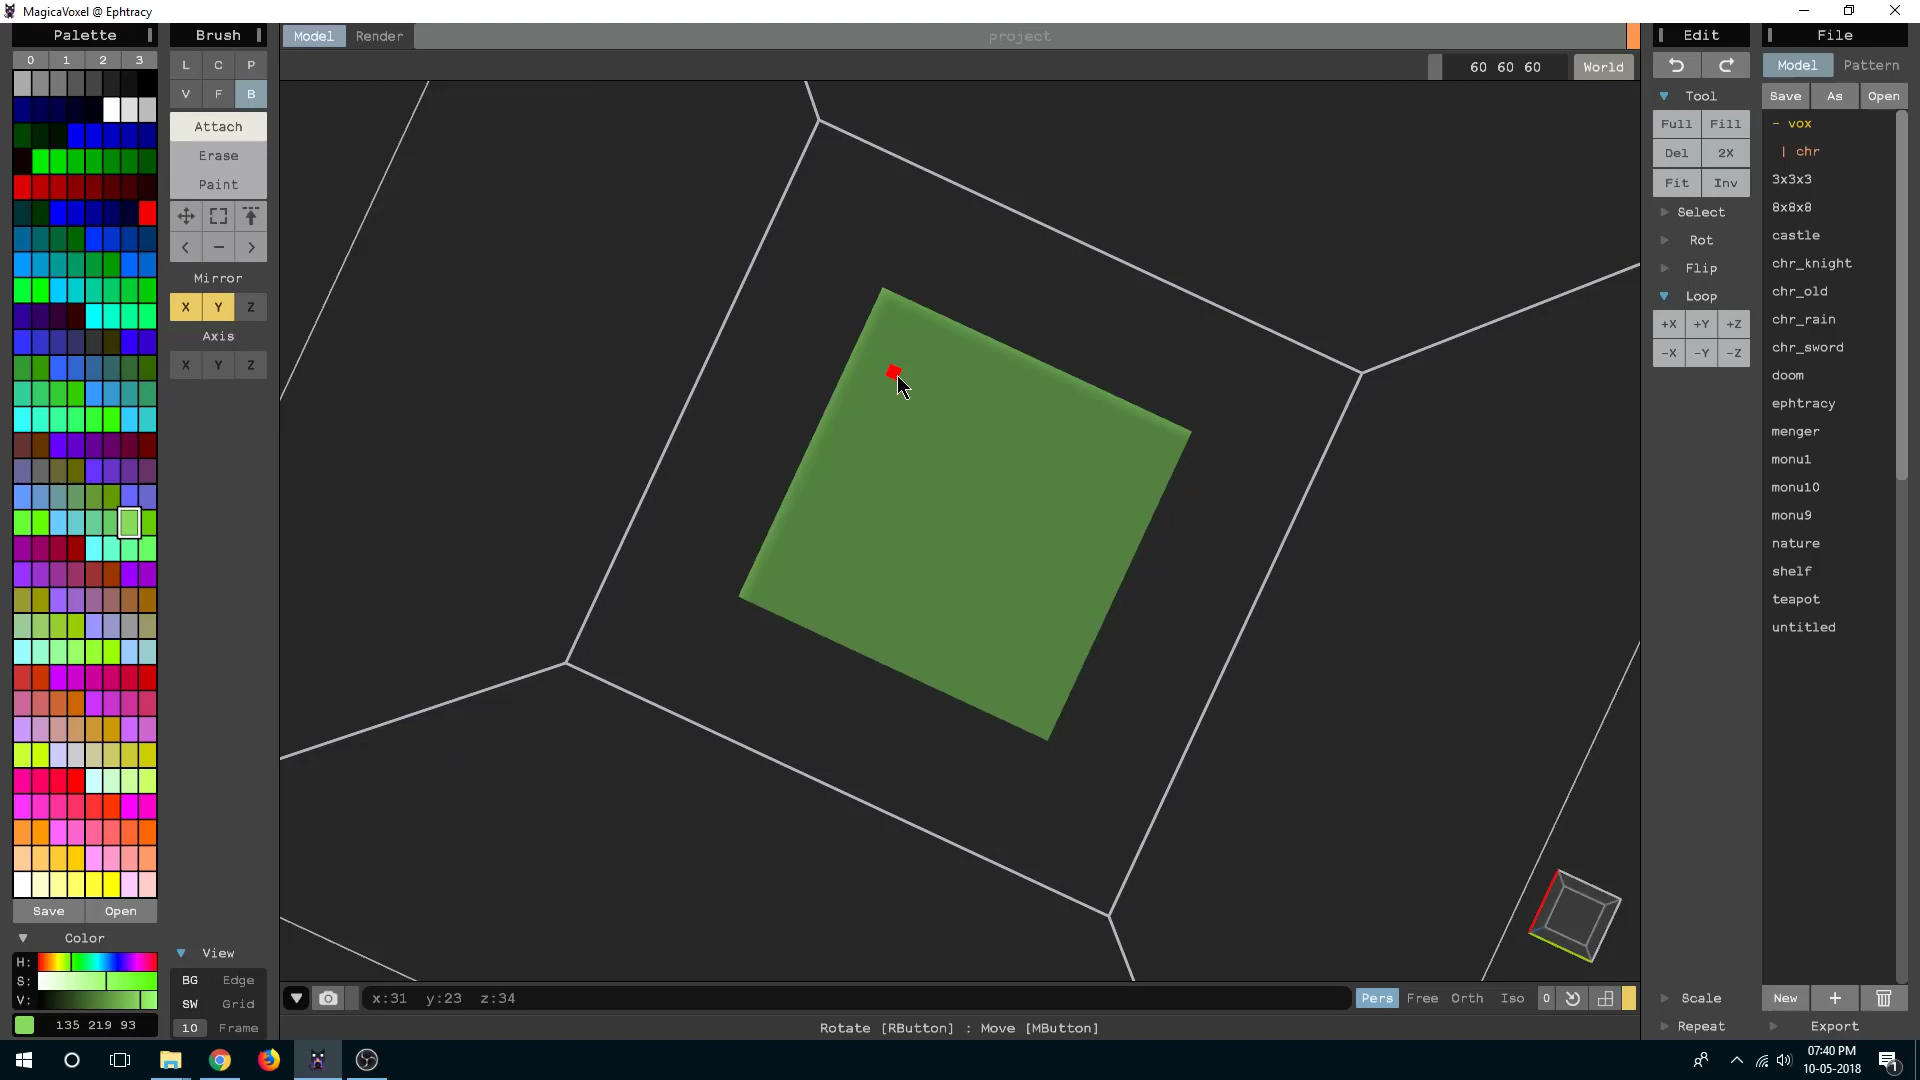 MagicaVoxel @ Ephtracy
Palette
Brush
Model Render
project
Edit
File
0 1 2 3
L C P
V F B
60 60 60
World
Model Pattern
Tool
Save As Open
Attach
Erase
Paint
Full Fill
Del 2X
Fit Inv
Select
Rot
Flip
Loop
+X +Y +Z
-X -Y -Z
- vox
| chr
3x3x3
8x8x8
castle
chr_knight
chr_old
chr_rain
chr_sword
doom
ephtracy
menger
monu1
monu10
monu9
nature
shelf
teapot
untitled
< - >
Mirror
X Y Z
Axis
X Y Z
Save Open
Color
H:
S:
V:
135 219 93
View
BG Edge
SW Grid
10 Frame
x:31 y:23 z:34
Pers Free Orth Iso 0
Rotate [RButton] : Move [MButton]
Scale
Repeat
New +
Export
07:40 PM
10-05-2018
1